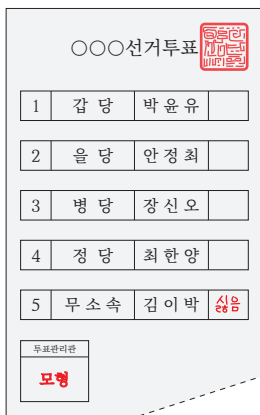 ○○○선거투표
1 갑 당 박 윤 유
2 을 당 안 정 최
3 병 당 장 신 오
4 정 당 최 한 양
5 무 소 속 김 이 박 싫음
투표관리관
모형